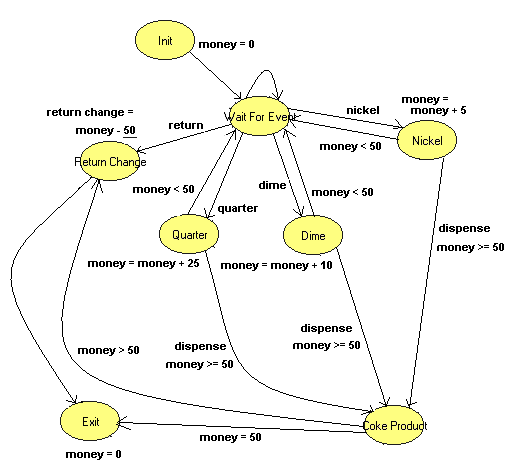 Init
money = 0
return change =
money - 50
return
Wait For Event
nickel
money =
money + 5
Nickel
money < 50
Return Change
money < 50
dime
money < 50
quarter
Quarter
Dime
dispense
money >= 50
money = money + 25
money = money + 10
dispense
money >= 50
dispense
money >= 50
money > 50
Exit
money = 50
Coke Product
money = 0